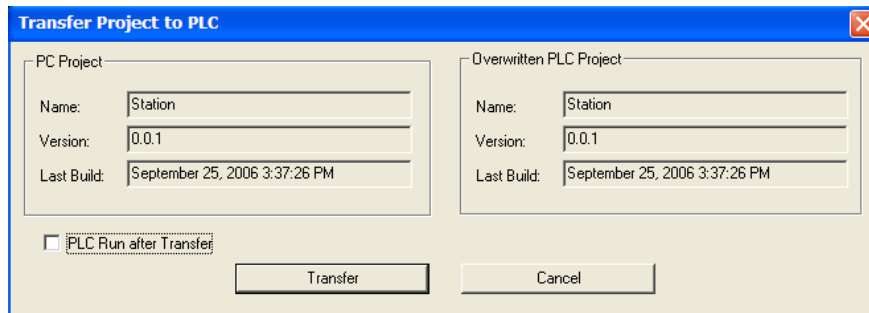 Transfer Project to PLC
PC Project
Name: Station
Version: 0.0.1
Last Build: September 25, 2006 3:37:26 PM
Overwritten PLC Project
Name: Station
Version: 0.0.1
Last Build: September 25, 2006 3:37:26 PM
PLC Run after Transfer
Transfer
Cancel